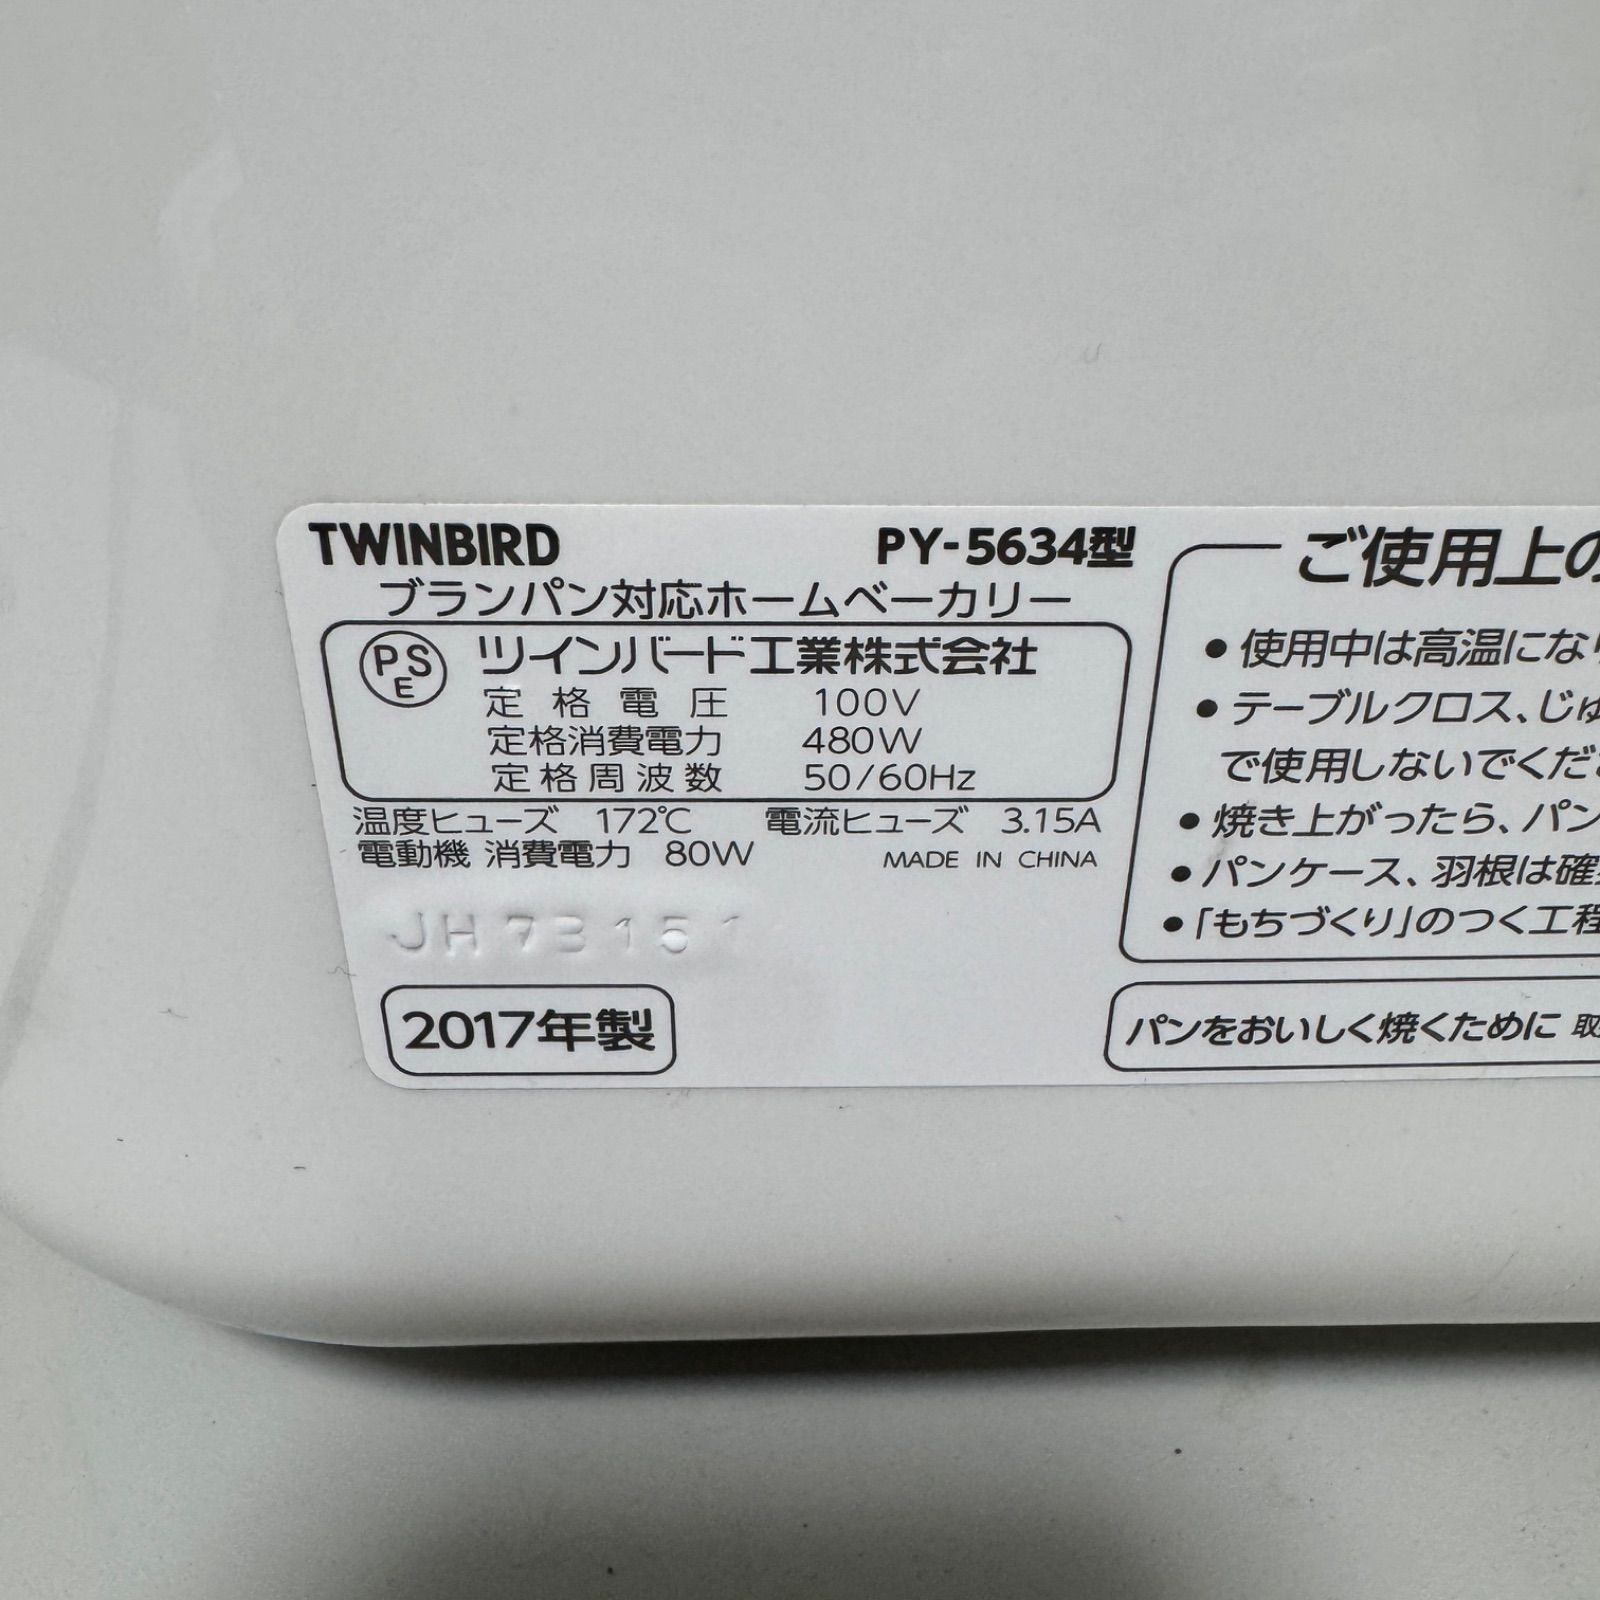 TWINBIRD PY-5634型
ブランパン対応ホームベーカリー
PSE ツインバード工業株式会社
定格電圧 100V
定格消費電力 480W
定格周波数 50/60Hz
温度ヒューズ 172℃ 電流ヒューズ 3.15A
電動機 消費電力 80W MADE IN CHINA
JH73151
2017年製
ご使用上の
• 使用中は高温にな
• テーブルクロス、じゅ
で使用しないでくだ
• 焼き上がったら、パン
• パンケース、羽根は確
• 「もちづくり」のつく工程
パンをおいしく焼くために 取